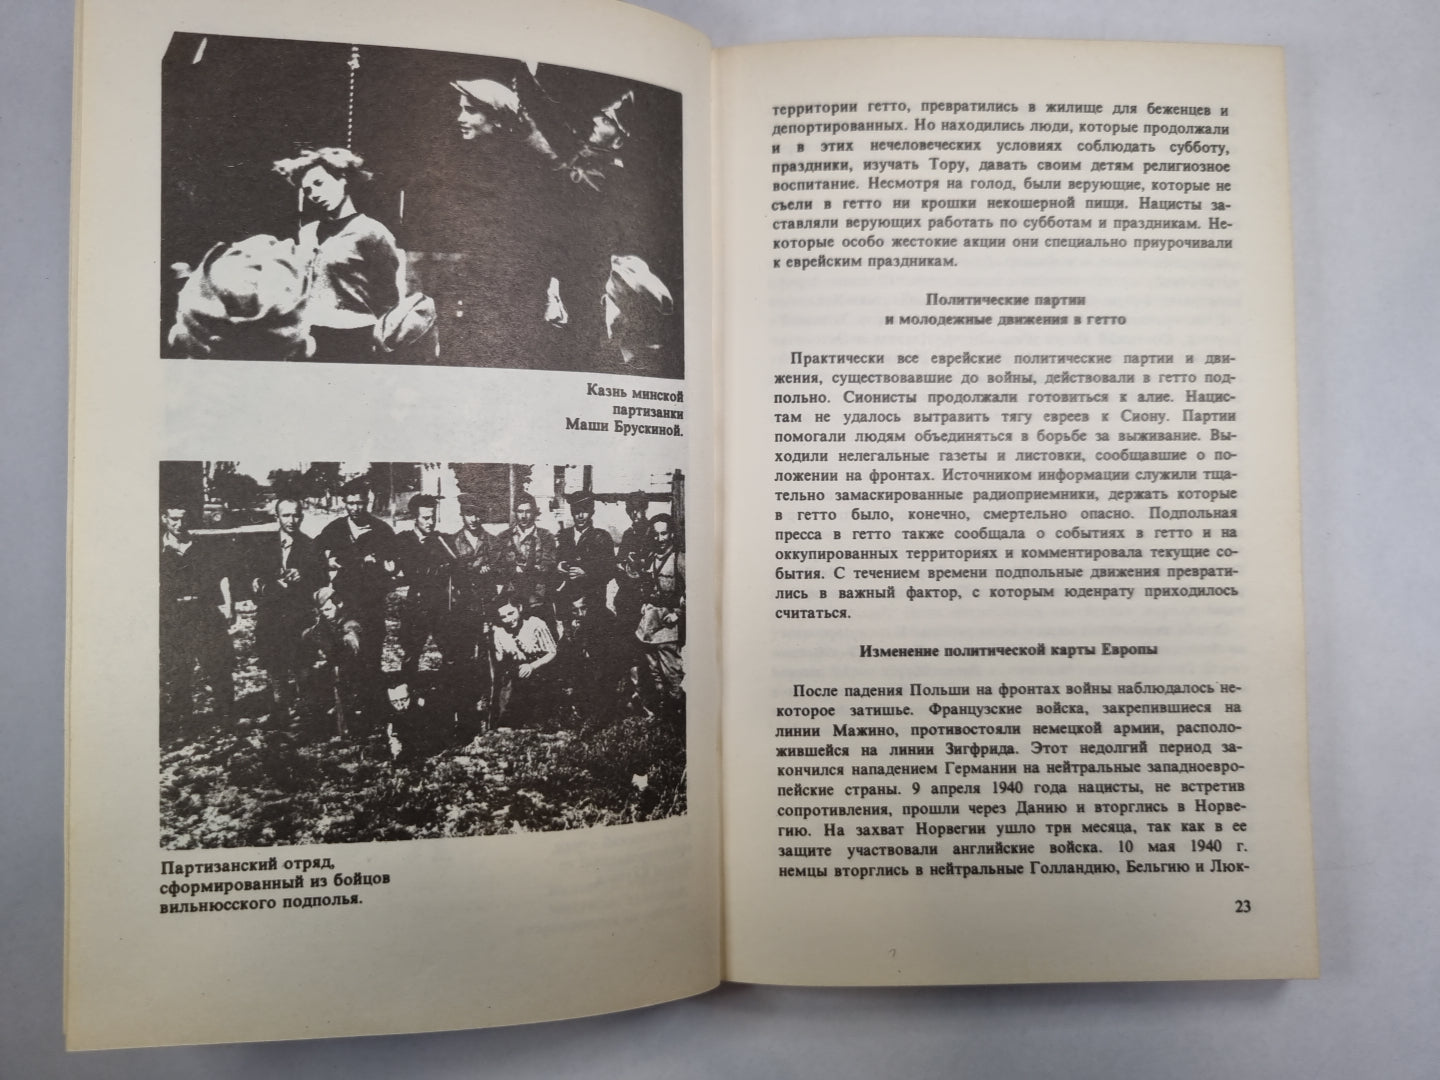 Казнь минской
партизанки
Маши Брускиной.
Партизанский отряд,
сформированный из бойцов
вильнюсского подполья.
территории гетто, превратились в жилище для беженцев и
депортированных. Но находились люди, которые продолжали
и в этих нечеловеческих условиях соблюдать субботу,
праздники, изучать Тору, давать своим детям религиозное
воспитание. Несмотря на голод, были верующие, которые не
съели в гетто ни крошки некошерной пищи. Нацисты за-
ставляли верующих работать по субботам и праздникам. Не-
которые особо жестокие акции они специально приурочивали
к еврейским праздникам.
Политические партии
и молодежные движения в гетто
Практически все еврейские политические партии и дви-
жения, существовавшие до войны, действовали в гетто под-
польно. Сионисты продолжали готовиться к алие. Нацис-
там не удалось вытравить тягу евреев к Сиону. Партии
помогали людям объединяться в борьбе за выживание. Вы-
ходили нелегальные газеты и листовки, сообщавшие о по-
ложении на фронтах. Источником информации служили тща-
тельно замаскированные радиоприемники, держать которые
в гетто было, конечно, смертельно опасно. Подпольная
пресса в гетто также сообщала о событиях в гетто и на
оккупированных территориях и комментировала текущие со-
бытия. С течением времени подпольные движения преврати-
лись в важный фактор, с которым юденрату приходилось
считаться.
Изменение политической карты Европы
После падения Польши на фронтах войны наблюдалось не-
которое затишье. Французские войска, закрепившиеся на
линии Мажино, противостояли немецкой армии, располо-
жившейся на линии Зигфрида. Этот недолгий период за-
кончился нападением Германии на нейтральные западноевро-
пейские страны. 9 апреля 1940 года нацисты, не встретив
сопротивления, прошли через Данию и вторглись в Норве-
гию. На захват Норвегии ушло три месяца, так как в ее
защите участвовали английские войска. 10 мая 1940 г.
немцы вторглись в нейтральные Голландию, Бельгию и Люк-
23